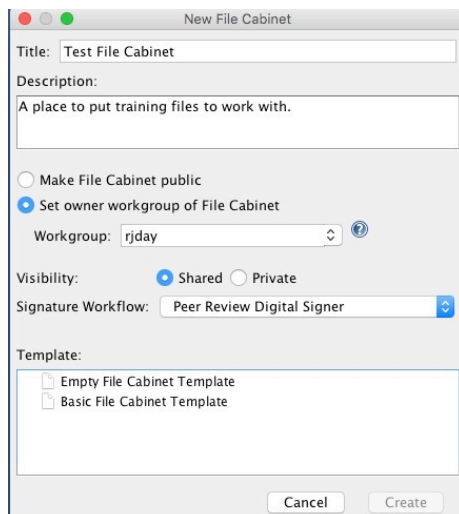 New File Cabinet
Title: Test File Cabinet
Description:
A place to put training files to work with.
Make File Cabinet public
Set owner workgroup of File Cabinet
Workgroup: rjday ?
Visibility: Shared Private
Signature Workflow: Peer Review Digital Signer
Template:
Empty File Cabinet Template
Basic File Cabinet Template
Cancel Create